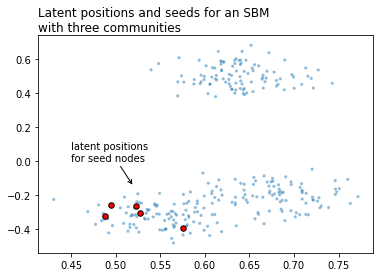 Latent positions and seeds for an SBM
with three communities
0.6
0.4
0.2
0.0
−0.2
−0.4
latent positions
for seed nodes
0.45 0.50 0.55 0.60 0.65 0.70 0.75